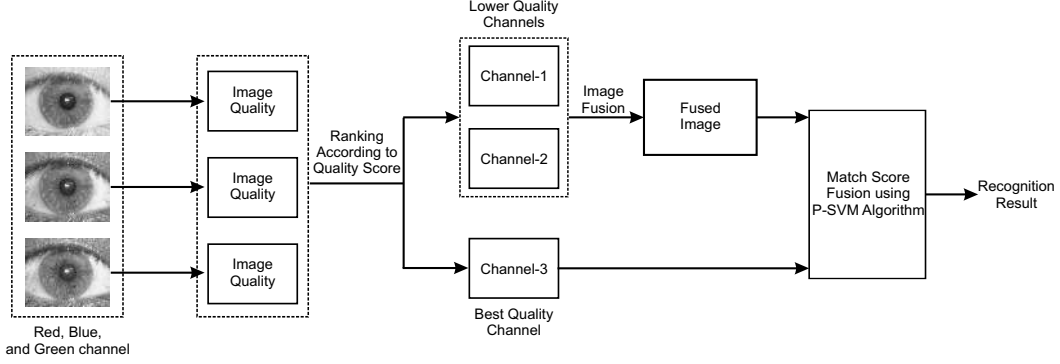 Red, Blue,
and Green channel
Image
Quality
Image
Quality
Image
Quality
Ranking
According to
Quality Score
Lower Quality
Channels
Channel-1
Channel-2
Image
Fusion
Fused
Image
Channel-3
Best Quality
Channel
Match Score
Fusion using
P-SVM Algorithm
Recognition
Result